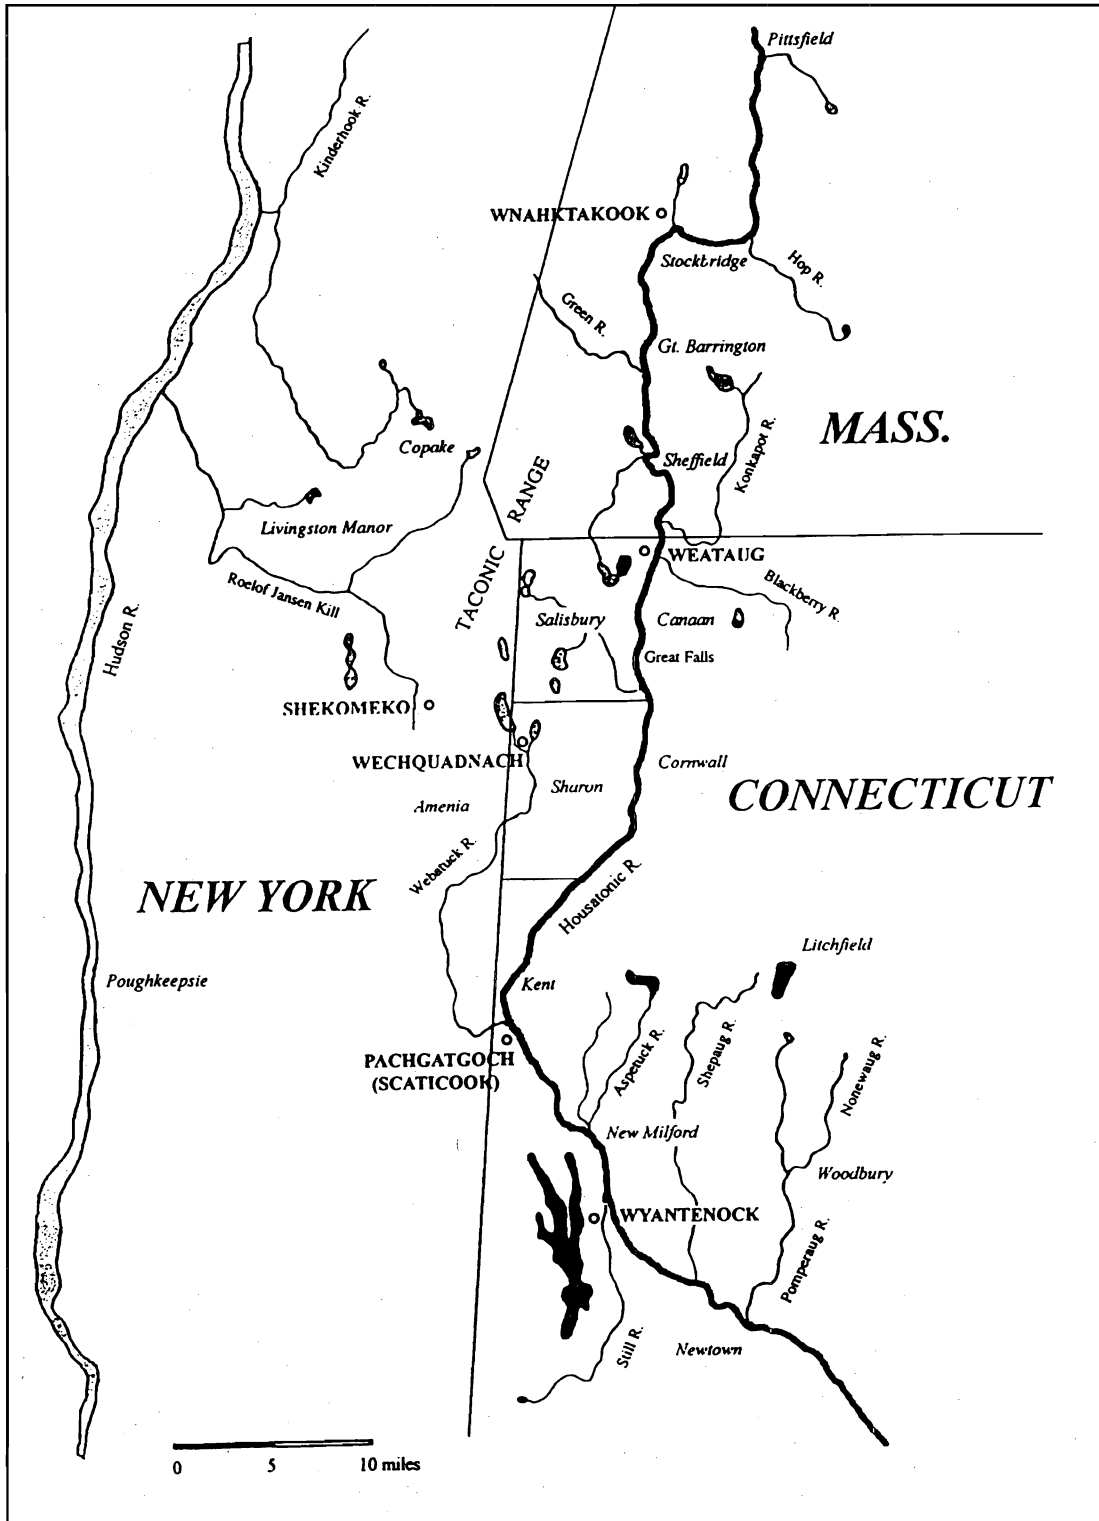 Pittsfield
Kinderhook R.
WNAHKTAKOOK
Stockbridge
Hop R.
Green R.
Gt. Barrington
MASS.
Copake
Sheffield
Konkapot R.
RANGE
Livingston Manor
TACONIC
WEATAUG
Roelof Jansen Kill
Blackberry R.
Hudson R.
Salisbury
Canaan
Great Falls
SHEKOMEKO
WECHQUADNACH
Cornwall
Sharon
CONNECTICUT
Amenia
Webatuck R.
NEW YORK
Housatonic R.
Litchfield
Poughkeepsie
Kent
PACHGATGOCH
(SCATICOOK)
Aspetuck R.
Shepaug R.
Nonewaug R.
New Milford
Woodbury
WYANTENOCK
Pomperaug R.
Still R.
Newtown
0 5 10 miles